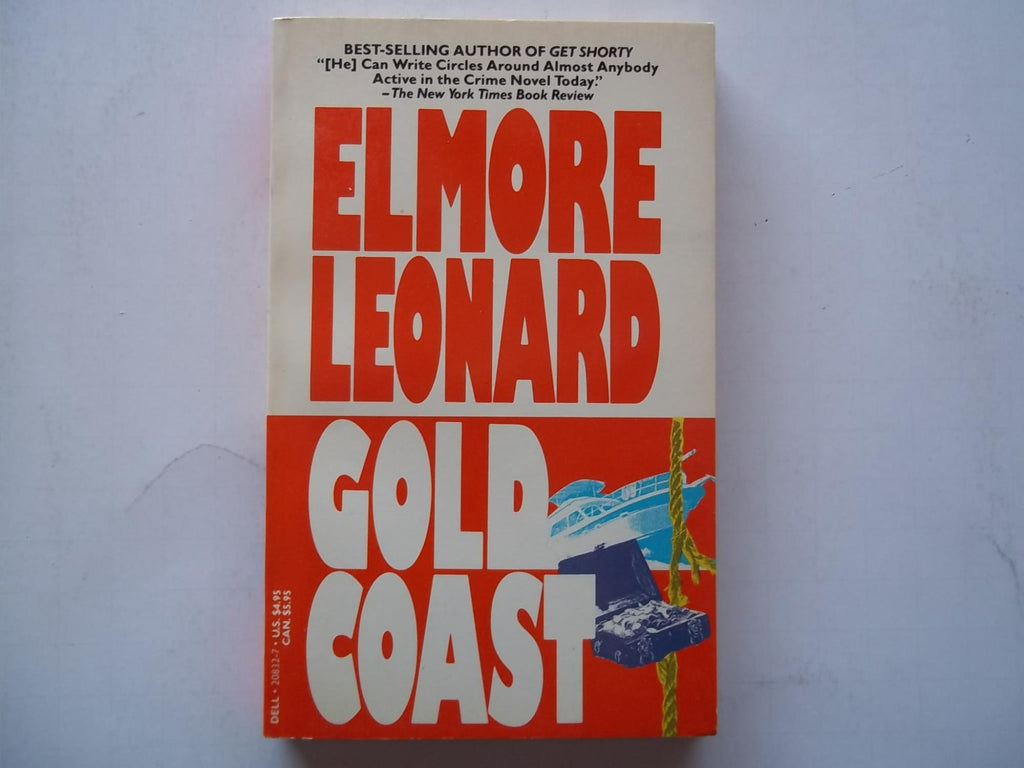 BEST-SELLING AUTHOR OF GET SHORTY
“[He] Can Write Circles Around Almost Anybody
Active in the Crime Novel Today.”
–The New York Times Book Review
ELMORE
LEONARD
GOLD
COAST
DELL • 20832-7 • U.S. $4.95
CAN. $5.95